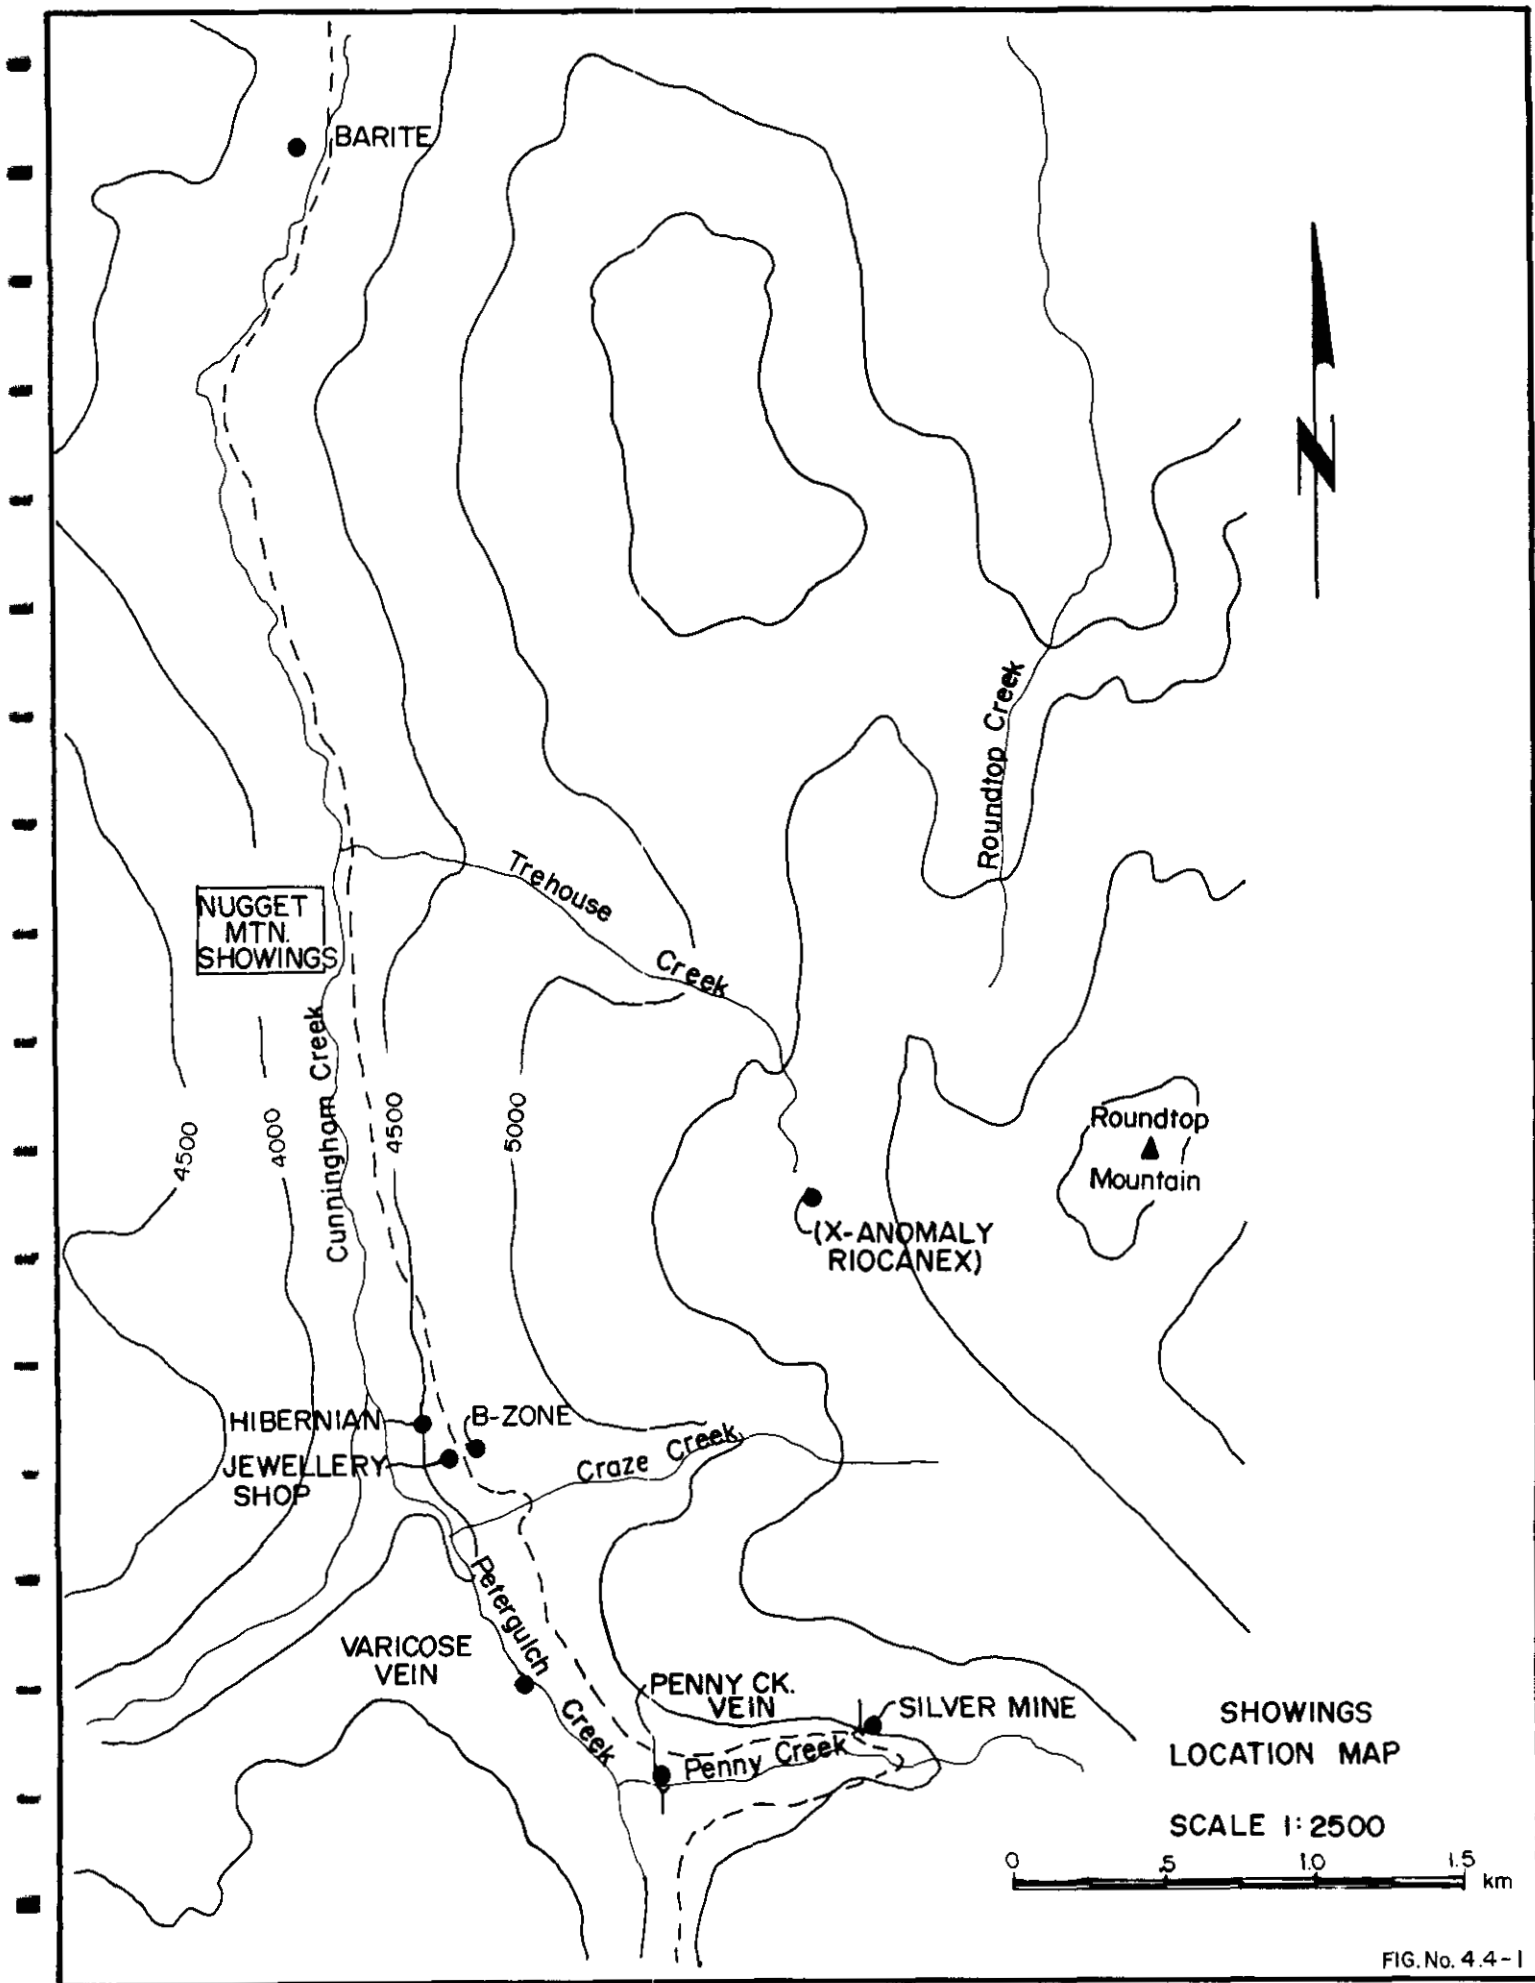 BARITE
N
Roundtop Creek
Trehouse
Creek
NUGGET
MTN.
SHOWINGS
Cunningham Creek
4500
4000
4500
5000
Roundtop
Mountain
(X-ANOMALY
RIOCANEX)
HIBERNIAN
B-ZONE
JEWELLERY
SHOP
Craze Creek
Petergulch Creek
VARICOSE
VEIN
PENNY CK.
VEIN
SILVER MINE
Penny Creek
SHOWINGS
LOCATION MAP
SCALE 1:2500
0 .5 1.0 1.5
km
FIG. No. 4.4-1